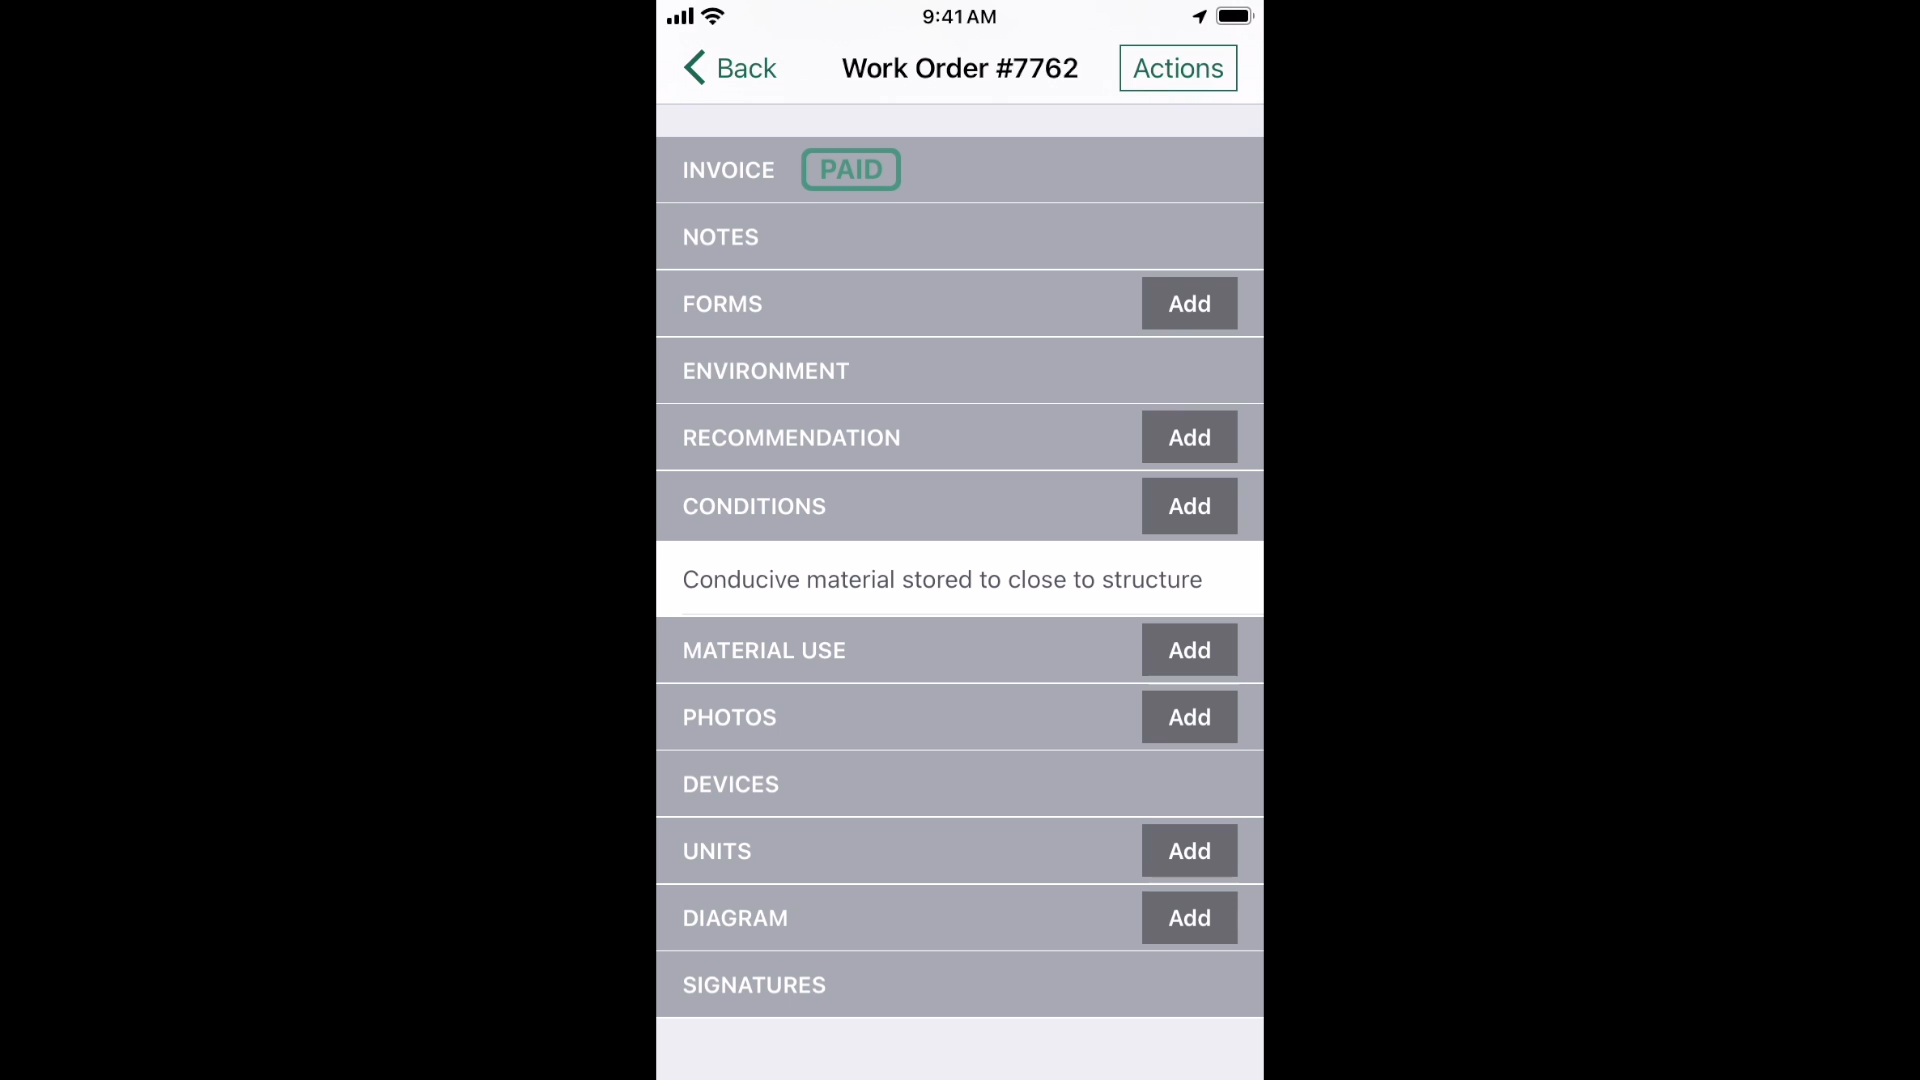 9:41 AM
Back Work Order #7762 Actions
INVOICE PAID
NOTES
FORMS Add
ENVIRONMENT
RECOMMENDATION Add
CONDITIONS Add
Conducive material stored to close to structure
MATERIAL USE Add
PHOTOS Add
DEVICES
UNITS Add
DIAGRAM Add
SIGNATURES